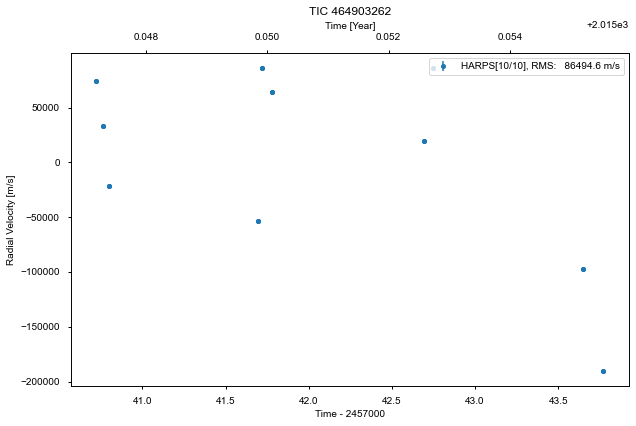 TIC 464903262
Time [Year]
0.048 0.050 0.052 0.054 +2.015e3
HARPS[10/10], RMS: 86494.6 m/s
50000
0
−50000
−100000
−150000
−200000
Radial Velocity [m/s]
41.0 41.5 42.0 42.5 43.0 43.5
Time - 2457000